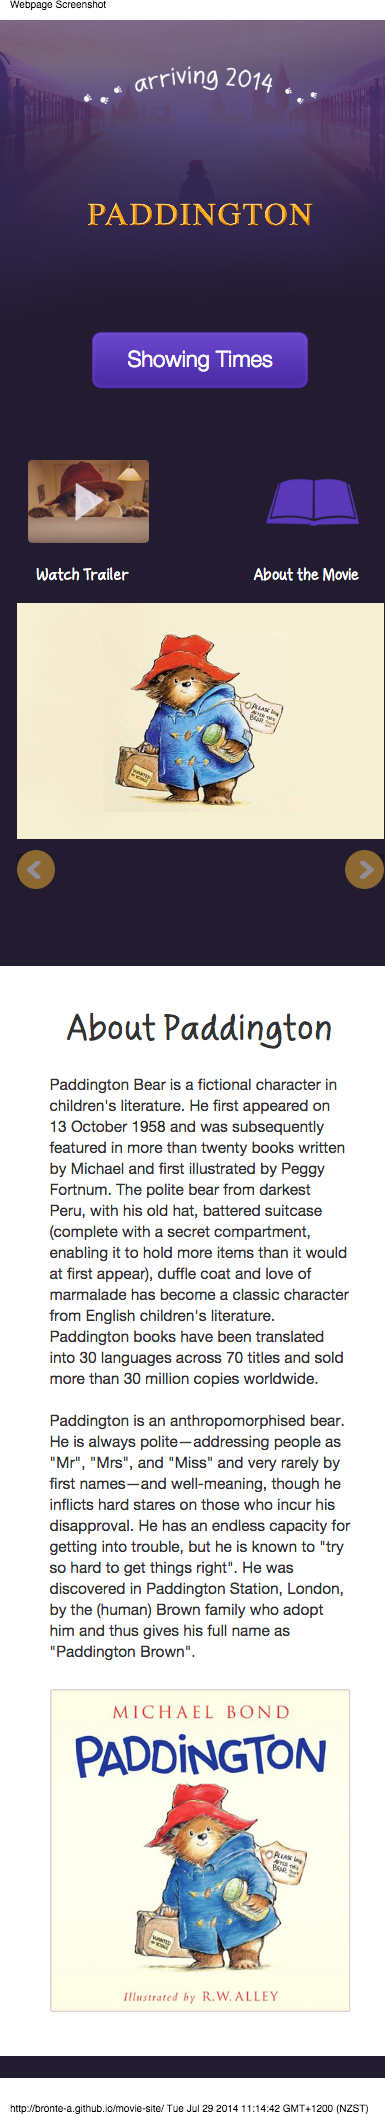 Webpage Screenshot
arriving 2014
PADDINGTON
Showing Times
Watch Trailer
About the Movie
PLEASE LOOK
AFTER THIS
BEAR
WANTED
About Paddington
Paddington Bear is a fictional character in
children's literature. He first appeared on
13 October 1958 and was subsequently
featured in more than twenty books written
by Michael and first illustrated by Peggy
Fortnum. The polite bear from darkest
Peru, with his old hat, battered suitcase
(complete with a secret compartment,
enabling it to hold more items than it would
at first appear), duffle coat and love of
marmalade has become a classic character
from English children's literature.
Paddington books have been translated
into 30 languages across 70 titles and sold
more than 30 million copies worldwide.
Paddington is an anthropomorphised bear.
He is always polite—addressing people as
"Mr", "Mrs", and "Miss" and very rarely by
first names—and well-meaning, though he
inflicts hard stares on those who incur his
disapproval. He has an endless capacity for
getting into trouble, but he is known to "try
so hard to get things right". He was
discovered in Paddington Station, London,
by the (human) Brown family who adopt
him and thus gives his full name as
"Paddington Brown".
MICHAEL BOND
PADDiNGTON
PLEASE LOOK
AFTER THIS
BEAR
WANTED
Illustrated by R.W. ALLEY
http://bronte-a.github.io/movie-site/ Tue Jul 29 2014 11:14:42 GMT+1200 (NZST)